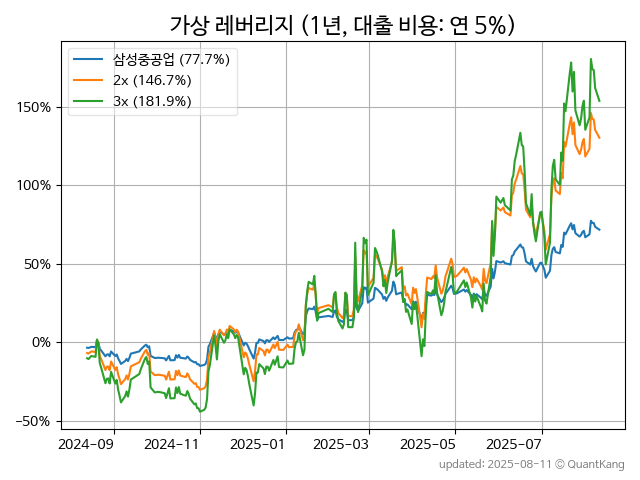 가상 레버리지 (1년, 대출 비용: 연 5%)
삼성중공업 (77.7%)
2x (146.7%)
3x (181.9%)
150%
100%
50%
0%
−50%
2024-09 2024-11 2025-01 2025-03 2025-05 2025-07
updated: 2025-08-11 © QuantKang